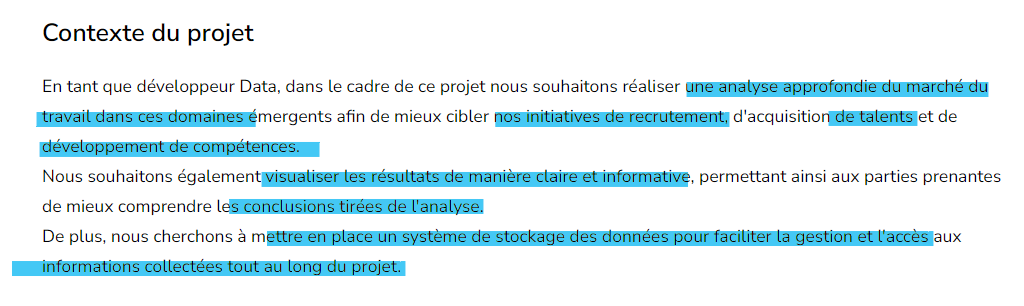 Contexte du projet
En tant que développeur Data, dans le cadre de ce projet nous souhaitons réaliser une analyse approfondie du marché du
travail dans ces domaines émergents afin de mieux cibler nos initiatives de recrutement, d'acquisition de talents et de
développement de compétences.
Nous souhaitons également visualiser les résultats de manière claire et informative, permettant ainsi aux parties prenantes
de mieux comprendre les conclusions tirées de l'analyse.
De plus, nous cherchons à mettre en place un système de stockage des données pour faciliter la gestion et l'accès aux
informations collectées tout au long du projet.